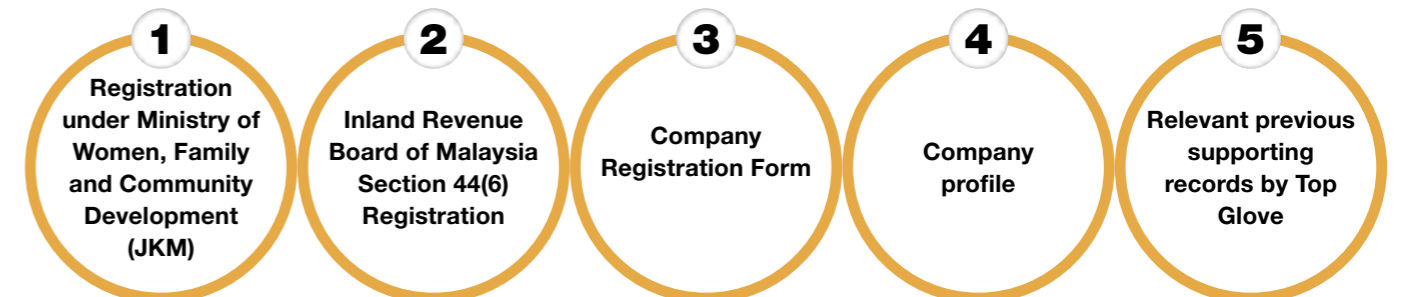 1
Registration
under Ministry of
Women, Family
and Community
Development
(JKM)
2
Inland Revenue
Board of Malaysia
Section 44(6)
Registration
3
Company
Registration Form
4
Company
profile
5
Relevant previous
supporting
records by Top
Glove